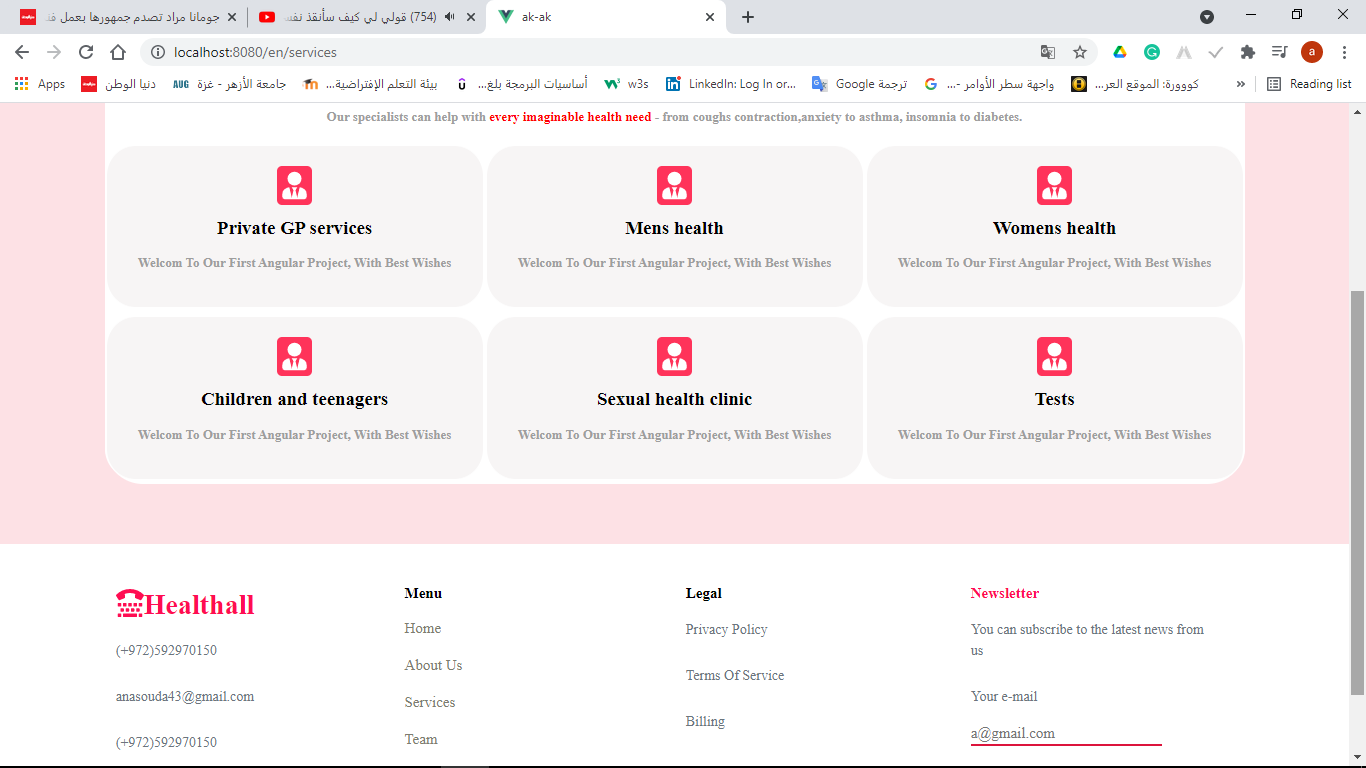 جومانا مراد تصدم جمهورها بعمل
(754) قولي لي كيف سأنقذ نفس
ak-ak
localhost:8080/en/services
a
Apps
دنيا الوطن
AUG جامعة الأزهر - غزة
بيئة التعلم الإفتراضية...
أساسيات البرمجة بلغ...
w3s
LinkedIn: Log In or...
ترجمة Google
واجهة سطر الأوامر -...
كووورة: الموقع العر...
»
Reading list
Our specialists can help with every imaginable health need - from coughs contraction,anxiety to asthma, insomnia to diabetes.
Private GP services
Welcom To Our First Angular Project, With Best Wishes
Mens health
Welcom To Our First Angular Project, With Best Wishes
Womens health
Welcom To Our First Angular Project, With Best Wishes
Children and teenagers
Welcom To Our First Angular Project, With Best Wishes
Sexual health clinic
Welcom To Our First Angular Project, With Best Wishes
Tests
Welcom To Our First Angular Project, With Best Wishes
Healthall
(+972)592970150
anasouda43@gmail.com
(+972)592970150
Menu
Home
About Us
Services
Team
Legal
Privacy Policy
Terms Of Service
Billing
Newsletter
You can subscribe to the latest news from
us
Your e-mail
a@gmail.com